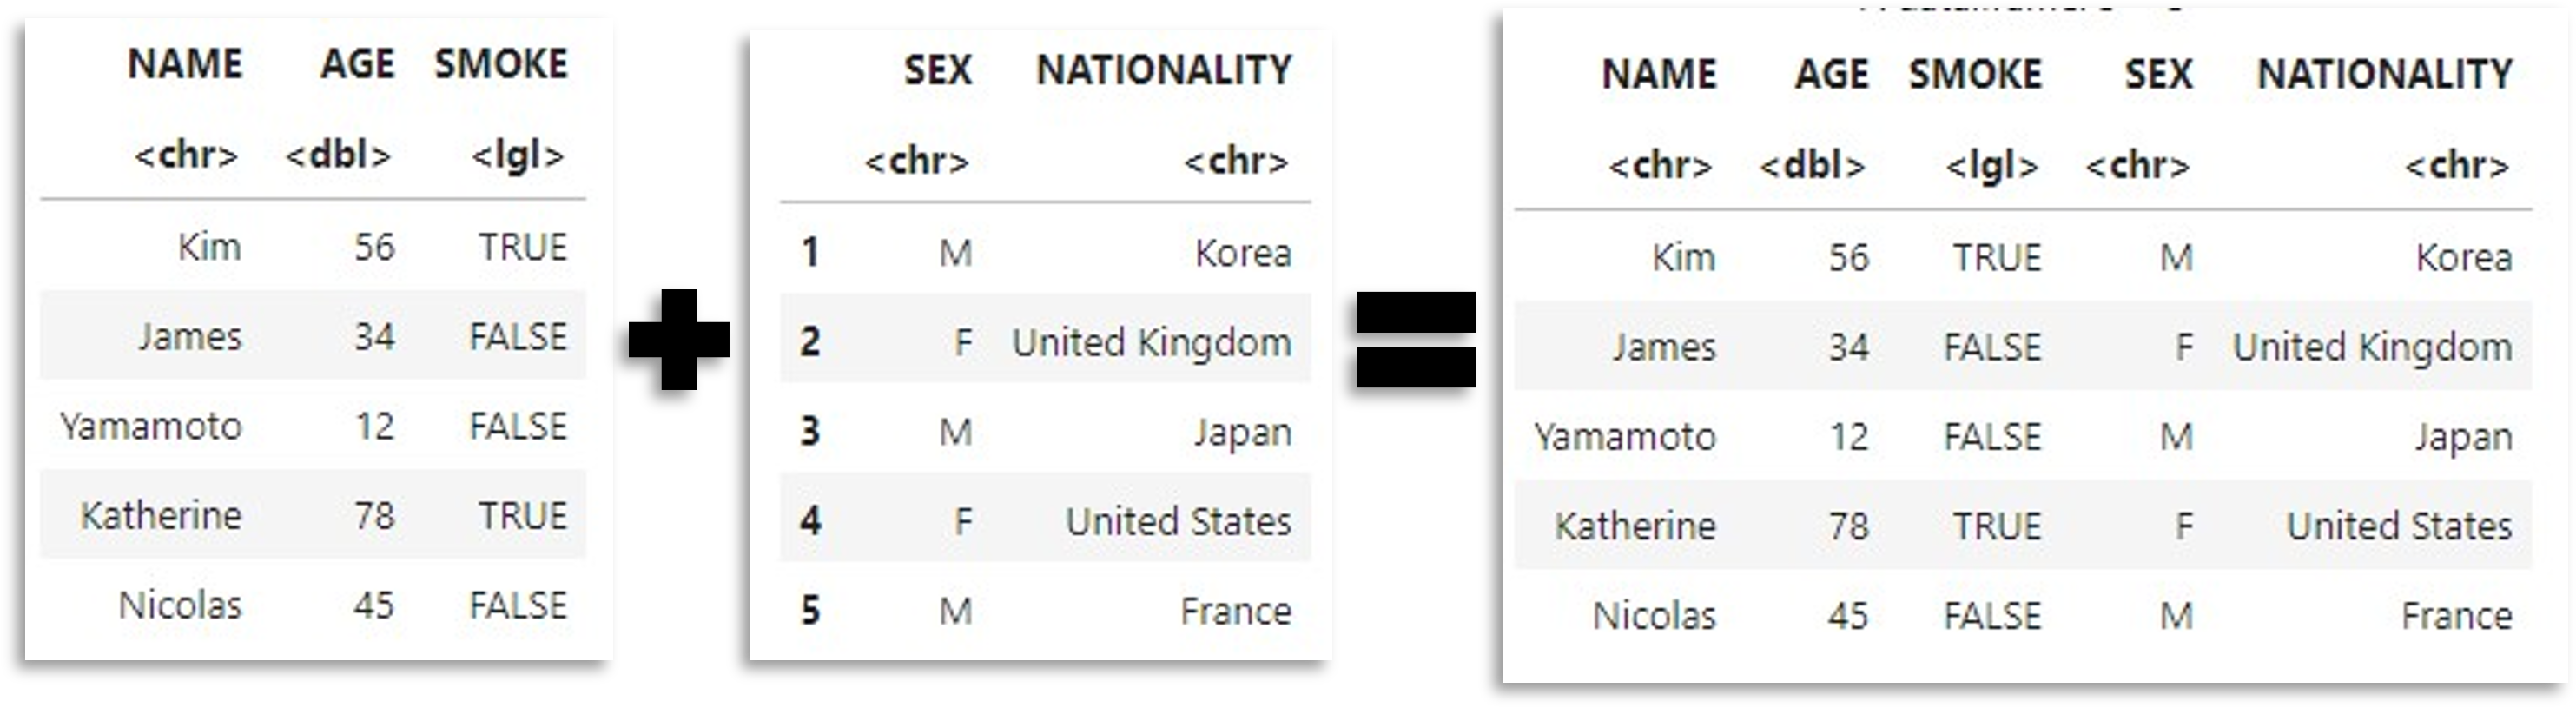 NAME AGE SMOKE
<chr> <dbl> <lgl>
Kim 56 TRUE
James 34 FALSE
Yamamoto 12 FALSE
Katherine 78 TRUE
Nicolas 45 FALSE
SEX NATIONALITY
<chr> <chr>
1 M Korea
2 F United Kingdom
3 M Japan
4 F United States
5 M France
NAME AGE SMOKE SEX NATIONALITY
<chr> <dbl> <lgl> <chr> <chr>
Kim 56 TRUE M Korea
James 34 FALSE F United Kingdom
Yamamoto 12 FALSE M Japan
Katherine 78 TRUE F United States
Nicolas 45 FALSE M France